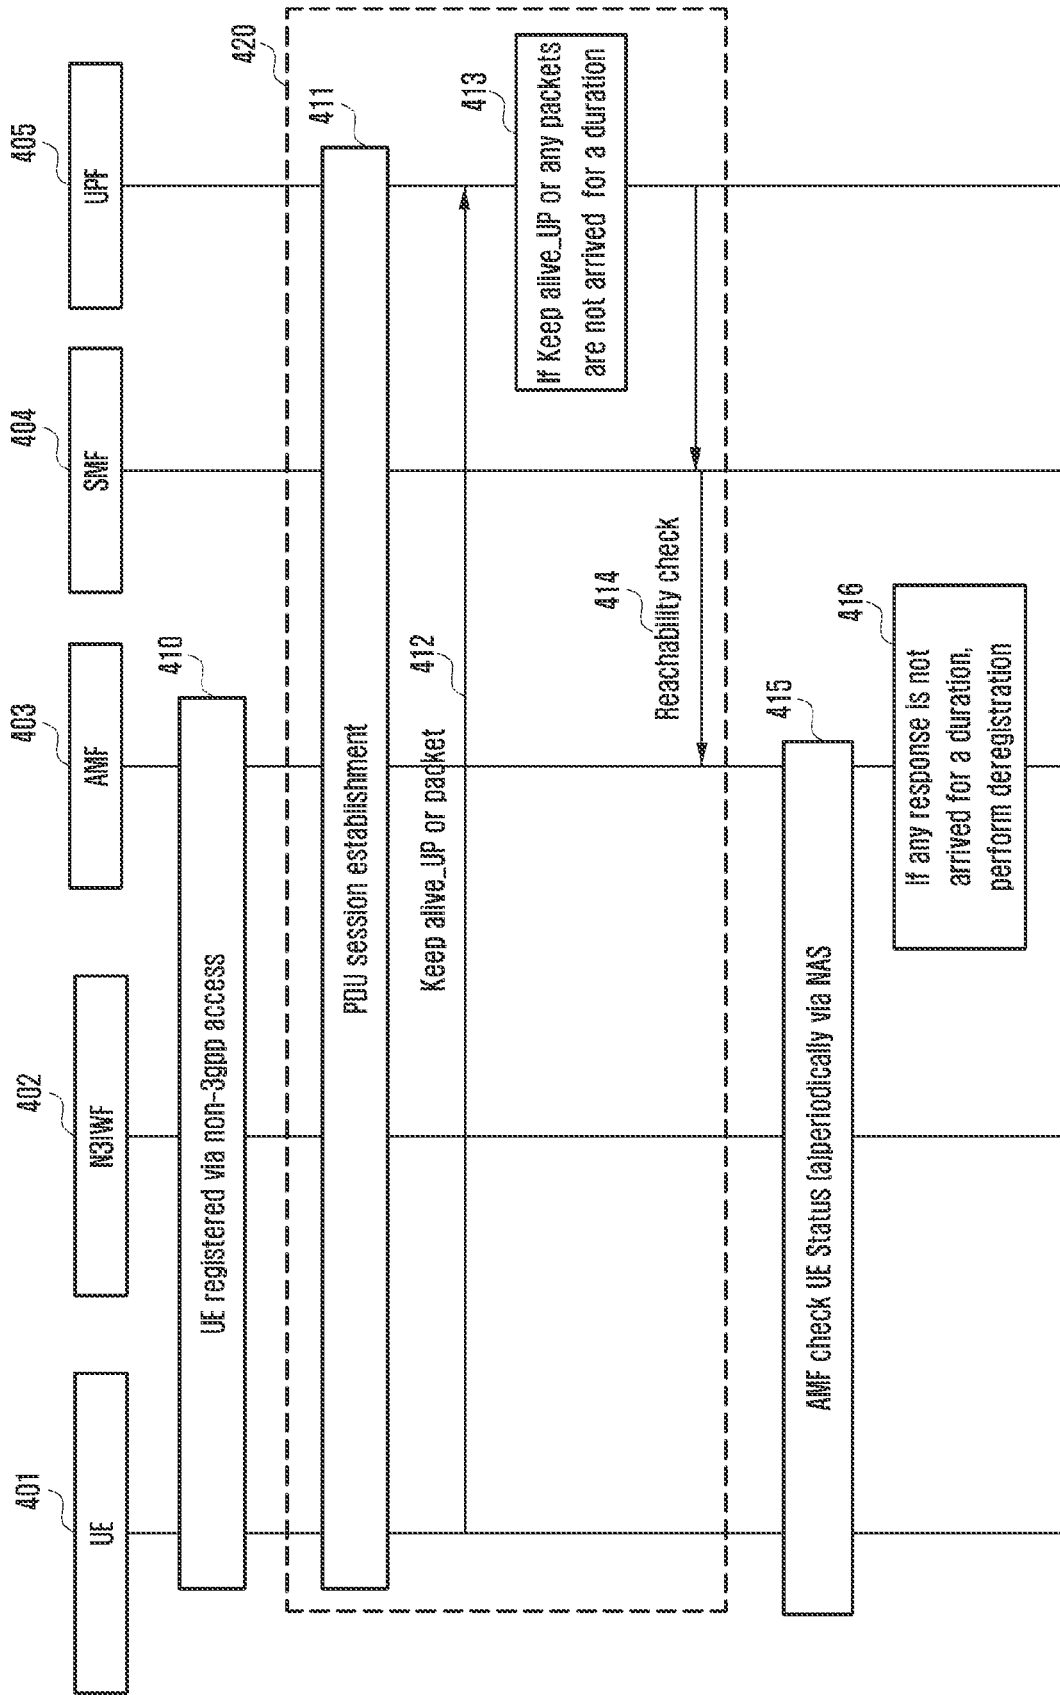 401
402
403
404
405
UE
N3IWF
AMF
SMF
UPF
410
UE registered via non-3gpp access
420
411
PDU session establishment
Keep alive_UP or packet
412
413
If Keep alive_UP or any packets
are not arrived for a duration
Reachability check
414
415
AMF check UE Status (a)periodically via NAS
416
If any response is not
arrived for a duration,
perform deregistration